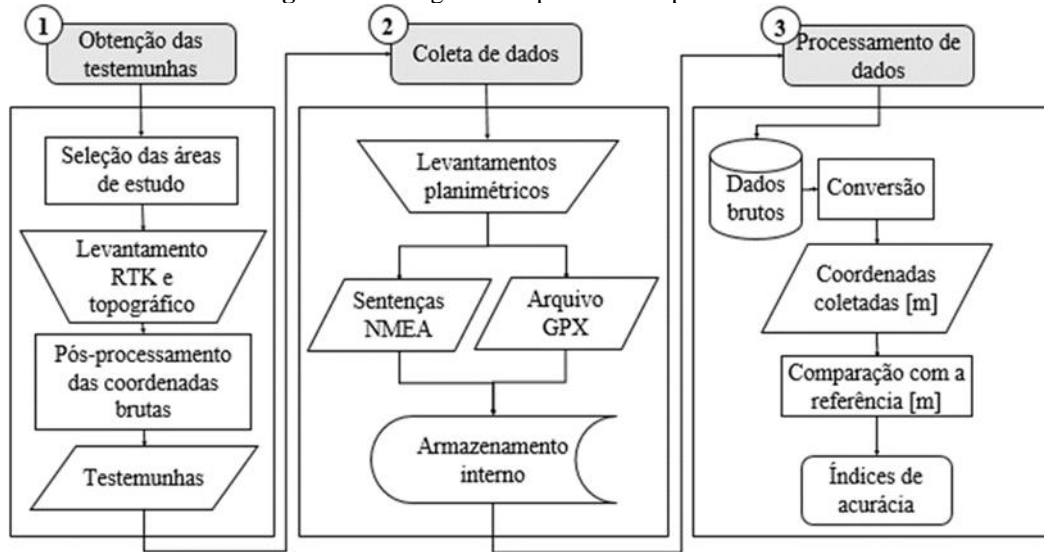 1
Obtenção das
testemunhas
Seleção das áreas
de estudo
Levantamento
RTK e
topográfico
Pós-processamento
das coordenadas
brutas
Testemunhas
2
Coleta de dados
Levantamentos
planimétricos
Sentenças
NMEA
Arquivo
GPX
Armazenamento
interno
3
Processamento de
dados
Dados
brutos
Conversão
Coordenadas
coletadas [m]
Comparação com a
referência [m]
Índices de
acurácia